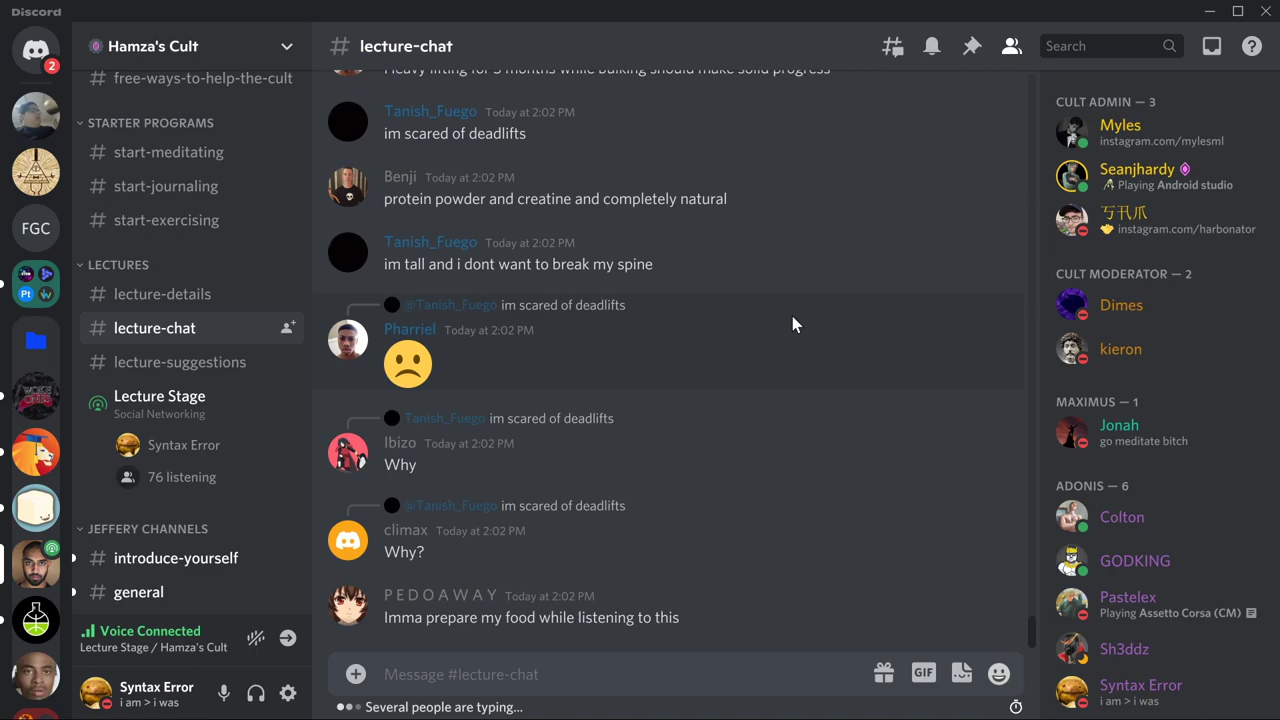 Discord
2
FGC
Pt
Hamza's Cult
free-ways-to-help-the-cult
STARTER PROGRAMS
# start-meditating
# start-journaling
# start-exercising
LECTURES
# lecture-details
# lecture-chat
# lecture-suggestions
Lecture Stage
Social Networking
Syntax Error
76 listening
JEFFERY CHANNELS
# introduce-yourself
# general
Voice Connected
Lecture Stage / Hamza's Cult
Syntax Error
i am > i was
# lecture-chat
Search
Heavy lifting for 3 months while bulking should make solid progress
Tanish_Fuego Today at 2:02 PM
im scared of deadlifts
Benji Today at 2:02 PM
protein powder and creatine and completely natural
Tanish_Fuego Today at 2:02 PM
im tall and i dont want to break my spine
@Tanish_Fuego im scared of deadlifts
Pharriel Today at 2:02 PM
Tanish_Fuego im scared of deadlifts
Ibizo Today at 2:02 PM
Why
@Tanish_Fuego im scared of deadlifts
climax Today at 2:02 PM
Why?
P E D O A W A Y Today at 2:02 PM
Imma prepare my food while listening to this
Message #lecture-chat
GIF
Several people are typing...
CULT ADMIN — 3
Myles
instagram.com/mylesml
Seanjhardy
Playing Android studio
instagram.com/harbonator
CULT MODERATOR — 2
Dimes
kieron
MAXIMUS — 1
Jonah
go meditate bitch
ADONIS — 6
Colton
GODKING
Pastelex
Playing Assetto Corsa (CM)
Sh3ddz
Syntax Error
i am > i was